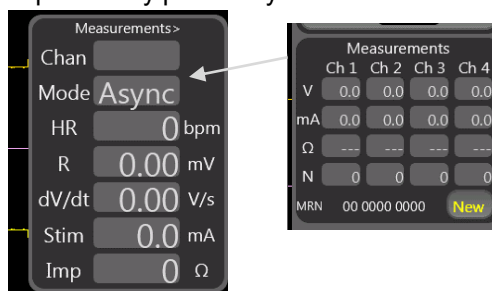 Measurements>
Chan
Mode Async
HR 0 bpm
R 0.00 mV
dV/dt 0.00 V/s
Stim 0.0 mA
Imp 0 Ω
Measurements
Ch 1 Ch 2 Ch 3 Ch 4
V 0.0 0.0 0.0 0.0
mA 0.0 0.0 0.0 0.0
Ω --- --- --- ---
N 0 0 0 0
MRN 00 0000 0000 New